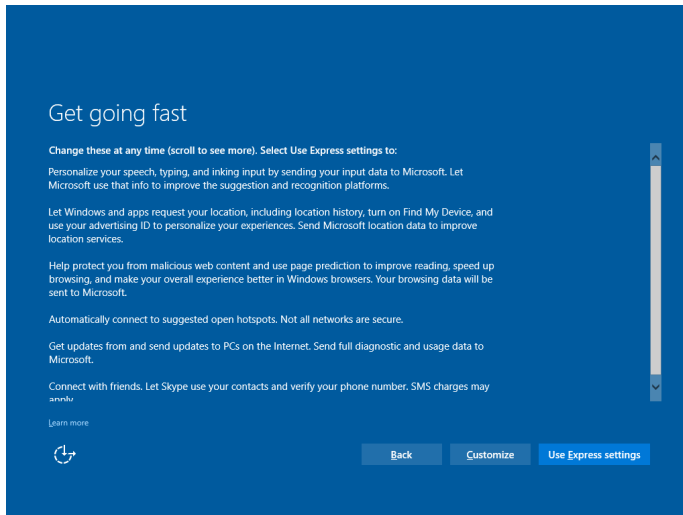 Get going fast
Change these at any time (scroll to see more). Select Use Express settings to:
Personalize your speech, typing, and inking input by sending your input data to Microsoft. Let
Microsoft use that info to improve the suggestion and recognition platforms.
Let Windows and apps request your location, including location history, turn on Find My Device, and
use your advertising ID to personalize your experiences. Send Microsoft location data to improve
location services.
Help protect you from malicious web content and use page prediction to improve reading, speed up
browsing, and make your overall experience better in Windows browsers. Your browsing data will be
sent to Microsoft.
Automatically connect to suggested open hotspots. Not all networks are secure.
Get updates from and send updates to PCs on the Internet. Send full diagnostic and usage data to
Microsoft.
Connect with friends. Let Skype use your contacts and verify your phone number. SMS charges may
apply.
Learn more
Back Customize Use Express settings